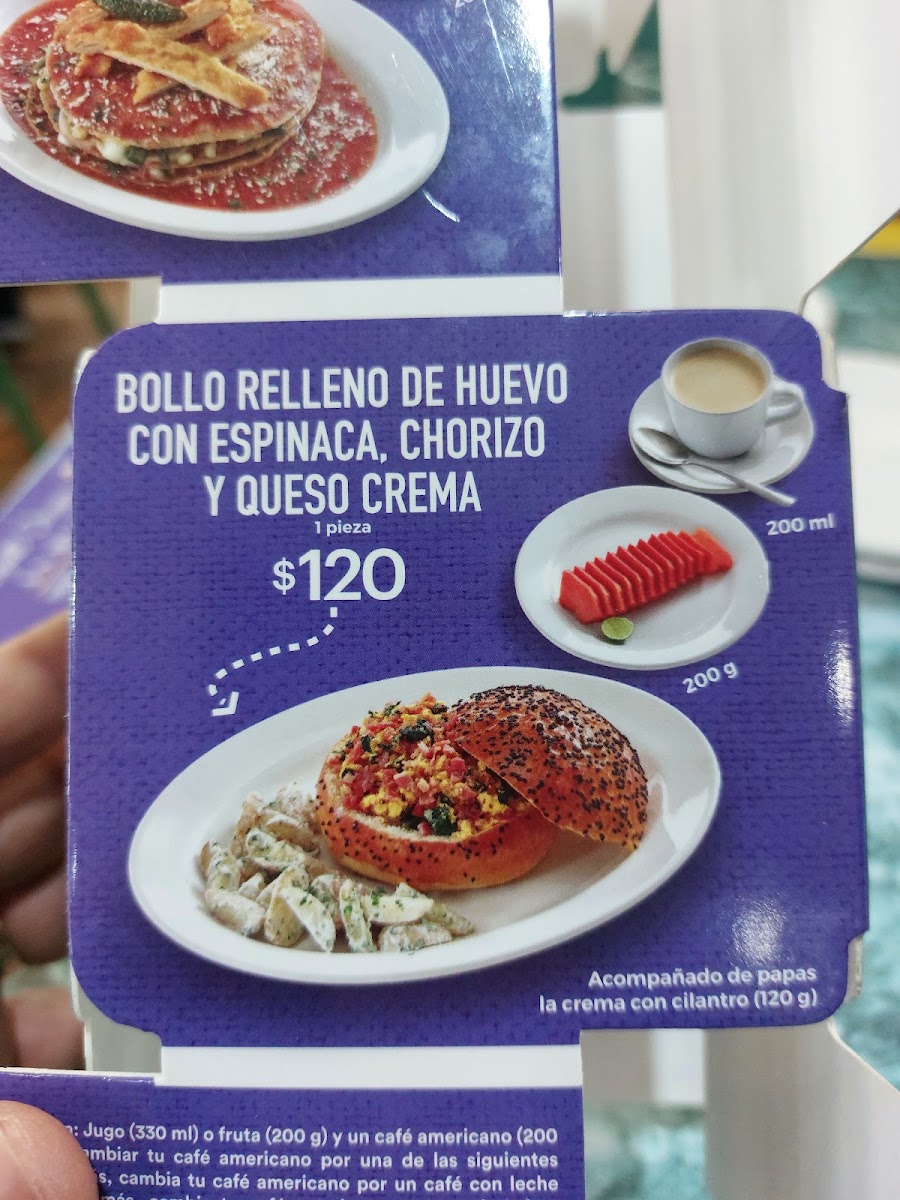 BOLLO RELLENO DE HUEVO
CON ESPINACA, CHORIZO
Y QUESO CREMA
1 pieza
$120
200 ml
200 g
Acompañado de papas
la crema con cilantro (120 g)
: Jugo (330 ml) o fruta (200 g) y un café americano (200
ambiar tu café americano por una de las siguientes
s, cambia tu café americano por un café con leche